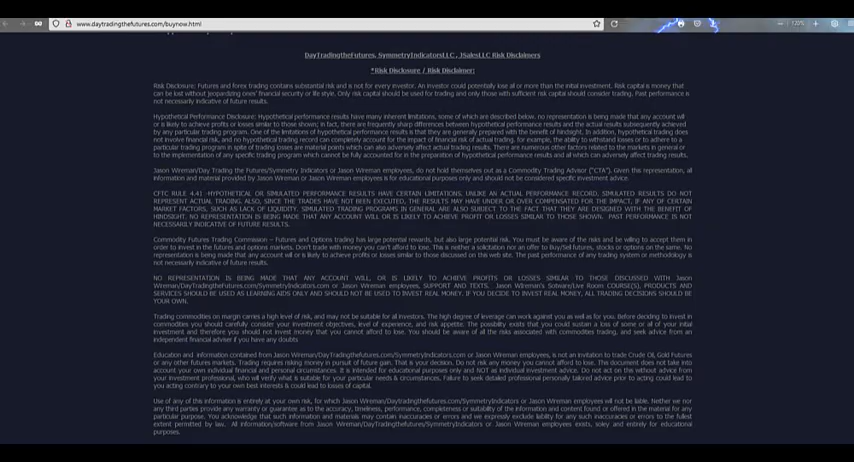 www.daytradingthefutures.com/buynow.html
120%
DayTradingtheFutures, SymmetryIndicatorsLLC, JSalesLLC Risk Disclaimers
*Risk Disclosure / Risk Disclaimer:
Risk Disclosure: Futures and forex trading contains substantial risk and is not for every investor. An investor could potentially lose all or more than the initial investment. Risk capital is money that
can be lost without jeopardizing ones' financial security or life style. Only risk capital should be used for trading and only those with sufficient risk capital should consider trading. Past performance is
not necessarily indicative of future results.
Hypothetical Performance Disclosure: Hypothetical performance results have many inherent limitations, some of which are described below. no representation is being made that any account will
or is likely to achieve profits or losses similar to those shown; in fact, there are frequently sharp differences between hypothetical performance results and the actual results subsequently achieved
by any particular trading program. One of the limitations of hypothetical performance results is that they are generally prepared with the benefit of hindsight. In addition, hypothetical trading does
not involve financial risk, and no hypothetical trading record can completely account for the impact of financial risk of actual trading. for example, the ability to withstand losses or to adhere to a
particular trading program in spite of trading losses are material points which can also adversely affect actual trading results. There are numerous other factors related to the markets in general or
to the implementation of any specific trading program which cannot be fully accounted for in the preparation of hypothetical performance results and all which can adversely affect trading results.
Jason Wireman/Day Trading the Futures/Symmetry Indicators or Jason Wireman employees, do not hold themselves out as a Commodity Trading Advisor ("CTA"). Given this representation, all
information and material provided by Jason Wireman or Jason Wireman employees is for educational purposes only and should not be considered specific investment advice.
CFTC RULE 4.41 -HYPOTHETICAL OR SIMULATED PERFORMANCE RESULTS HAVE CERTAIN LIMITATIONS. UNLIKE AN ACTUAL PERFORMANCE RECORD, SIMULATED RESULTS DO NOT
REPRESENT ACTUAL TRADING. ALSO, SINCE THE TRADES HAVE NOT BEEN EXECUTED, THE RESULTS MAY HAVE UNDER OR OVER COMPENSATED FOR THE IMPACT, IF ANY OF CERTAIN
MARKET FACTORS, SUCH AS LACK OF LIQUIDITY. SIMULATED TRADING PROGRAMS IN GENERAL ARE ALSO SUBJECT TO THE FACT THAT THEY ARE DESIGNED WITH THE BENEFIT OF
HINDSIGHT. NO REPRESENTATION IS BEING MADE THAT ANY ACCOUNT WILL OR IS LIKELY TO ACHIEVE PROFIT OR LOSSES SIMILAR TO THOSE SHOWN. PAST PERFORMANCE IS NOT
NECESSARILY INDICATIVE OF FUTURE RESULTS.
Commodity Futures Trading Commission – Futures and Options trading has large potential rewards, but also large potential risk. You must be aware of the risks and be willing to accept them in
order to invest in the futures and options markets. Don't trade with money you can't afford to lose. This is neither a solicitation nor an offer to Buy/Sell futures, stocks or options on the same. No
representation is being made that any account will or is likely to achieve profits or losses similar to those discussed on this web site. The past performance of any trading system or methodology is
not necessarily indicative of future results.
NO REPRESENTATION IS BEING MADE THAT ANY ACCOUNT WILL, OR IS LIKELY TO ACHIEVE PROFITS OR LOSSES SIMILAR TO THOSE DISCUSSED WITH Jason
Wireman/DayTradingtheFutures.com/SymmetryIndicators.com or Jason Wireman employees, SUPPORT AND TEXTS. Jason Wireman's Sotware/Live Room COURSE(S), PRODUCTS AND
SERVICES SHOULD BE USED AS LEARNING AIDS ONLY AND SHOULD NOT BE USED TO INVEST REAL MONEY. IF YOU DECIDE TO INVEST REAL MONEY, ALL TRADING DECISIONS SHOULD BE
YOUR OWN.
Trading commodities on margin carries a high level of risk, and may not be suitable for all investors. The high degree of leverage can work against you as well as for you. Before deciding to invest in
commodities you should carefully consider your investment objectives, level of experience, and risk appetite. The possibility exists that you could sustain a loss of some or all of your initial
investment and therefore you should not invest money that you cannot afford to lose. You should be aware of all the risks associated with commodities trading, and seek advice from an
independent financial adviser if you have any doubts
Education and information contained from Jason Wireman/DayTradingtheFutures.com/SymmetryIndicators.com or Jason Wireman employees, is not an invitation to trade Crude Oil, Gold Futures
or any other futures markets. Trading requires risking money in pursuit of future gain. That is your decision. Do not risk any money you cannot afford to lose. This document does not take into
account your own individual financial and personal circumstances. It is intended for educational purposes only and NOT as individual investment advice. Do not act on this without advice from
your investment professional, who will verify what is suitable for your particular needs & circumstances. Failure to seek detailed professional personally tailored advice prior to acting could lead to
you acting contrary to your own best interests & could lead to losses of capital.
Use of any of this information is entirely at your own risk, for which Jason Wireman/Daytradingthefutures.com/SymmetryIndicators or Jason Wireman employees will not be liable. Neither we nor
any third parties provide any warranty or guarantee as to the accuracy, timeliness, performance, completeness or suitability of the information and content found or offered in the material for any
particular purpose. You acknowledge that such information and materials may contain inaccuracies or errors and we expressly exclude liability for any such inaccuracies or errors to the fullest
extent permitted by law. All information/software from Jason Wireman/DayTradingtheFutures.com/SymmetryIndicators or Jason Wireman employees exists, soley and entirely for educational
purposes.